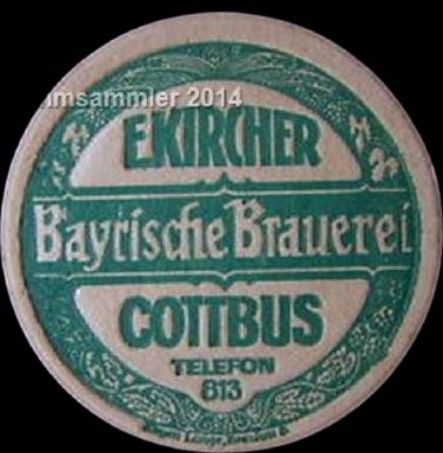 imsammler 2014
E.KIRCHER
Bayrische Brauerei
COTTBUS
TELEFON
813